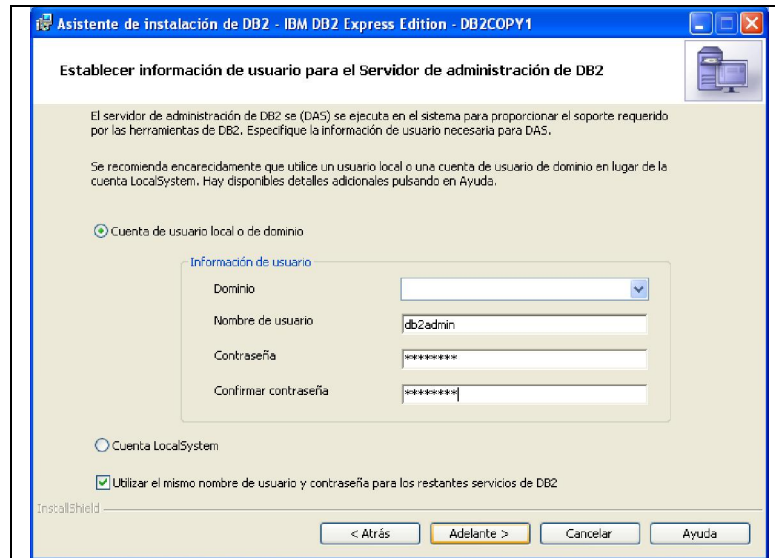 Asistente de instalación de DB2 - IBM DB2 Express Edition - DB2COPY1
Establecer información de usuario para el Servidor de administración de DB2
El servidor de administración de DB2 se (DAS) se ejecuta en el sistema para proporcionar el soporte requerido
por las herramientas de DB2. Especifique la información de usuario necesaria para DAS.
Se recomienda encarecidamente que utilice un usuario local o una cuenta de usuario de dominio en lugar de la
cuenta LocalSystem. Hay disponibles detalles adicionales pulsando en Ayuda.
Cuenta de usuario local o de dominio
Información de usuario
Dominio
Nombre de usuario db2admin
Contraseña ********
Confirmar contraseña ********
Cuenta LocalSystem
Utilizar el mismo nombre de usuario y contraseña para los restantes servicios de DB2
InstallShield
< Atrás Adelante > Cancelar Ayuda